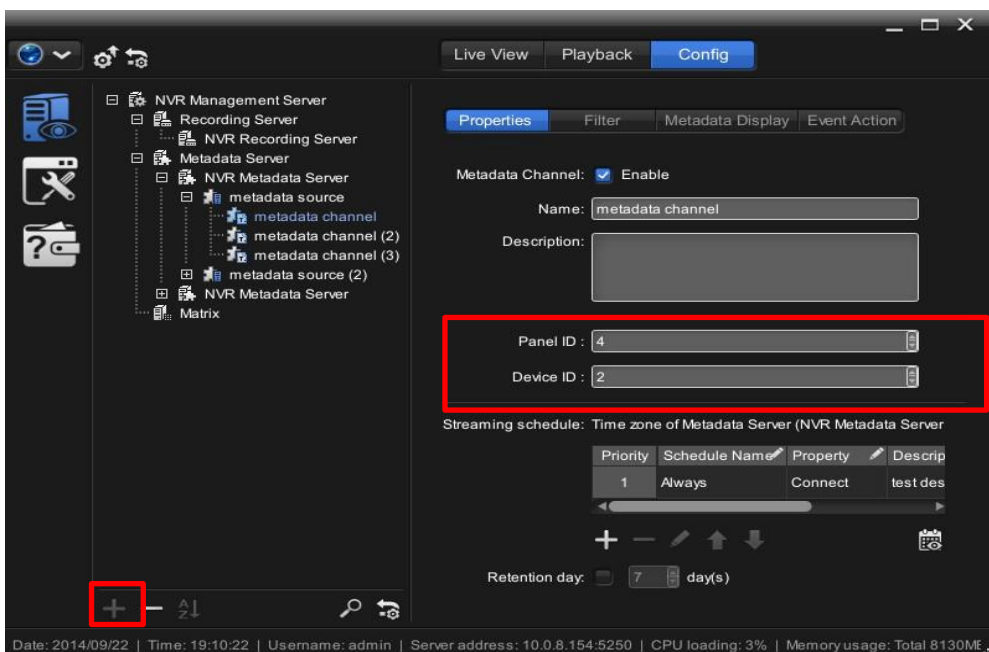 Live View Playback Config
NVR Management Server
Recording Server
NVR Recording Server
Metadata Server
NVR Metadata Server
metadata source
metadata channel
metadata channel (2)
metadata channel (3)
metadata source (2)
NVR Metadata Server
Matrix
Properties Filter Metadata Display Event Action
Metadata Channel: Enable
Name: metadata channel
Description:
Panel ID : 4
Device ID : 2
Streaming schedule: Time zone of Metadata Server (NVR Metadata Server
Priority Schedule Name Property Descrip
1 Always Connect test des
Retention day: 7 day(s)
Date: 2014/09/22 | Time: 19:10:22 | Username: admin | Server address: 10.0.8.154:5250 | CPU loading: 3% | Memory usage: Total 8130ME